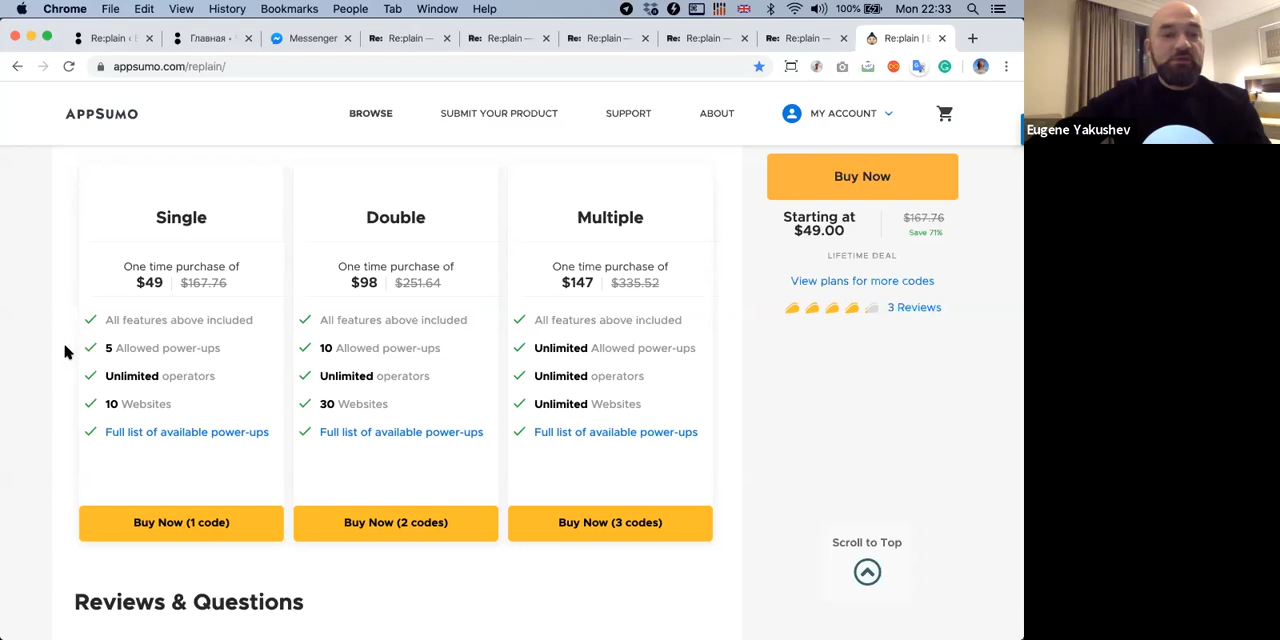 Chrome File Edit View History Bookmarks People Tab Window Help 100% Mon 22:33
Re:plain ‹ E Главная ‹ Messenger Re: Re:plain — Re: Re:plain — Re: Re:plain — Re: Re:plain — Re: Re:plain — Re:plain | E
appsumo.com/replain/
APPSUMO BROWSE SUBMIT YOUR PRODUCT SUPPORT ABOUT MY ACCOUNT
Eugene Yakushev
Buy Now
Starting at
$49.00
$167.76
Save 71%
LIFETIME DEAL
View plans for more codes
3 Reviews
Single Double Multiple
One time purchase of One time purchase of One time purchase of
$49 $167.76 $98 $251.64 $147 $335.52
All features above included All features above included All features above included
5 Allowed power-ups 10 Allowed power-ups Unlimited Allowed power-ups
Unlimited operators Unlimited operators Unlimited operators
10 Websites 30 Websites Unlimited Websites
Full list of available power-ups Full list of available power-ups Full list of available power-ups
Buy Now (1 code) Buy Now (2 codes) Buy Now (3 codes)
Scroll to Top
Reviews & Questions